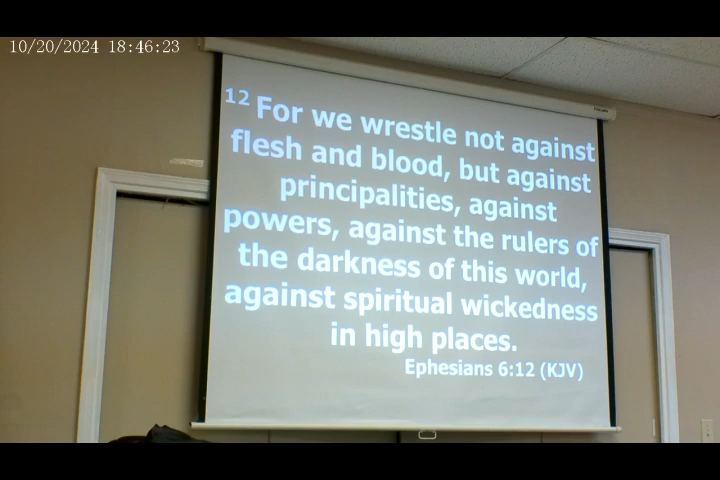 10/20/2024 18:46:23
12 For we wrestle not against
flesh and blood, but against
principalities, against
powers, against the rulers of
the darkness of this world,
against spiritual wickedness
in high places.
Ephesians 6:12 (KJV)